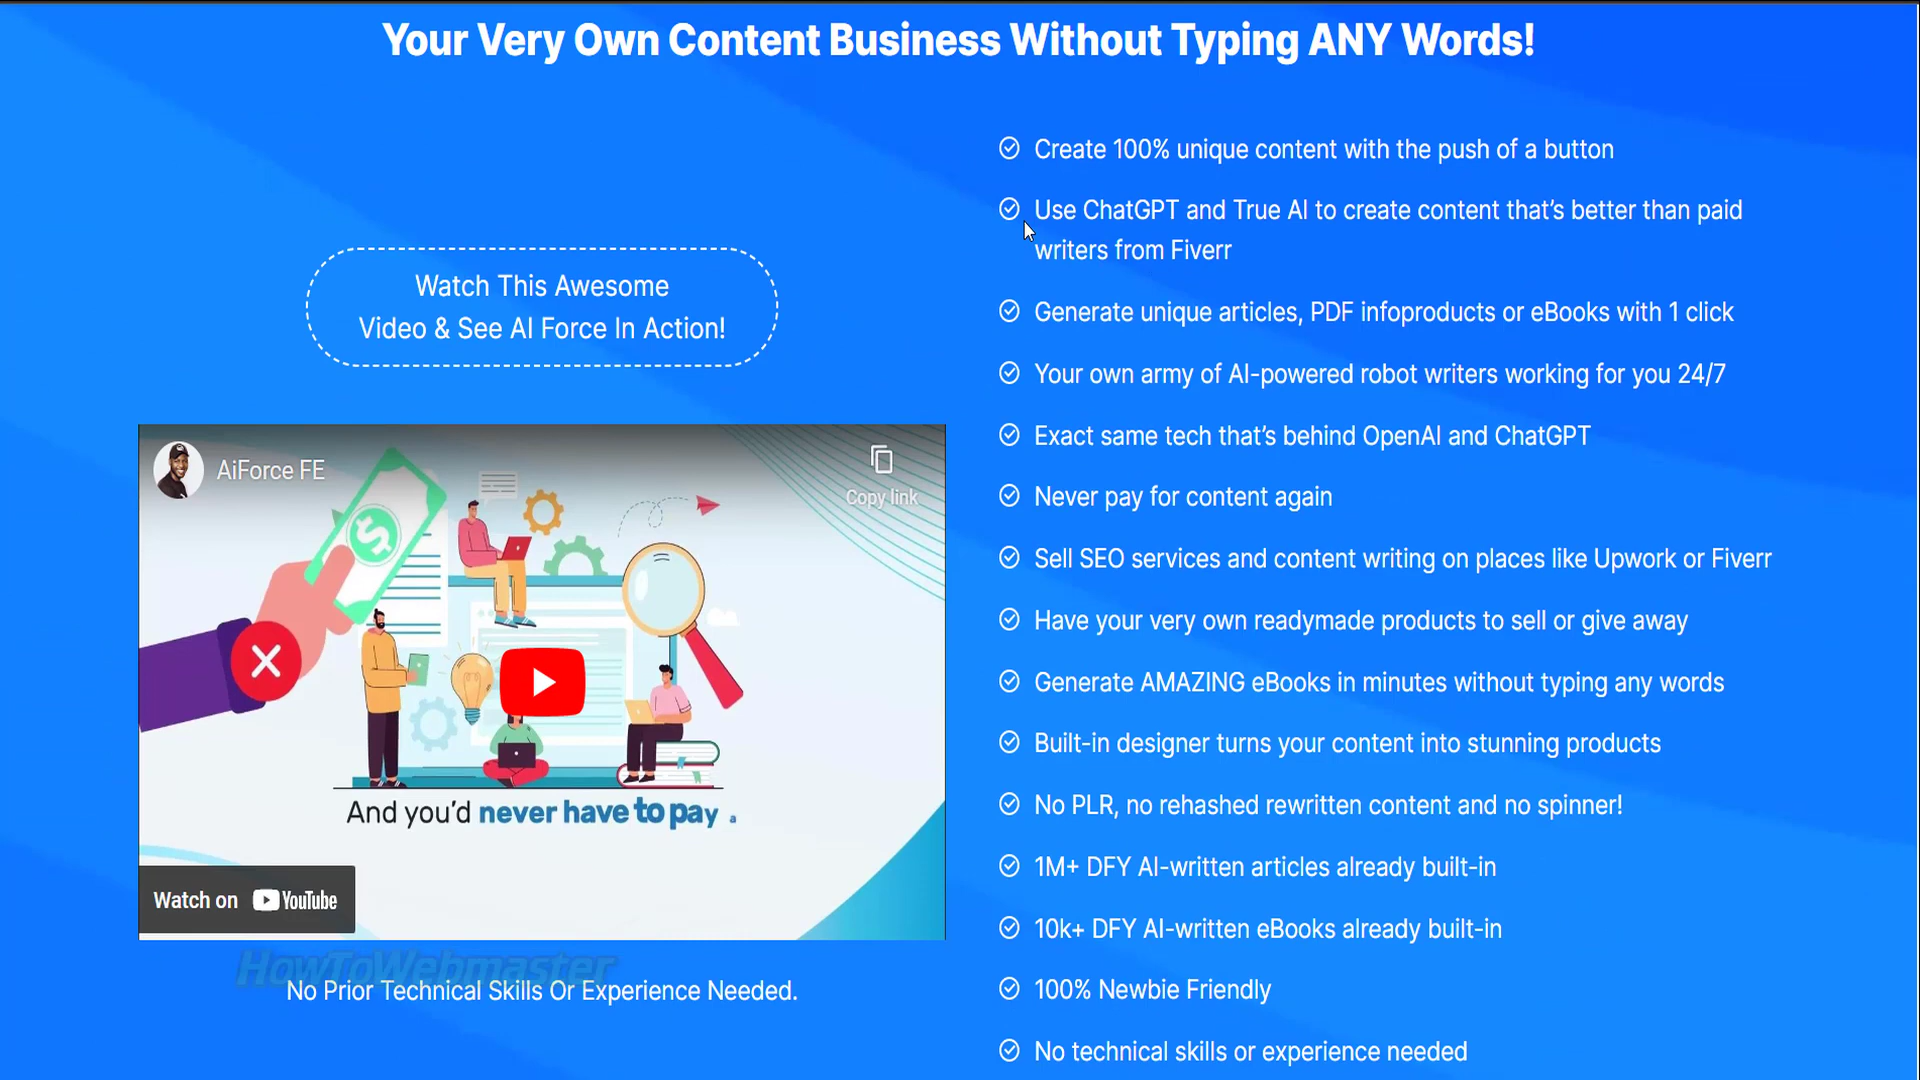 Your Very Own Content Business Without Typing ANY Words!
Watch This Awesome
Video & See AI Force In Action!
AiForce FE
Copy link
And you'd never have to pay a
Watch on YouTube
HowToWebmaster
No Prior Technical Skills Or Experience Needed.
Create 100% unique content with the push of a button
Use ChatGPT and True AI to create content that's better than paid
writers from Fiverr
Generate unique articles, PDF infoproducts or eBooks with 1 click
Your own army of AI-powered robot writers working for you 24/7
Exact same tech that's behind OpenAI and ChatGPT
Never pay for content again
Sell SEO services and content writing on places like Upwork or Fiverr
Have your very own readymade products to sell or give away
Generate AMAZING eBooks in minutes without typing any words
Built-in designer turns your content into stunning products
No PLR, no rehashed rewritten content and no spinner!
1M+ DFY AI-written articles already built-in
10k+ DFY AI-written eBooks already built-in
100% Newbie Friendly
No technical skills or experience needed